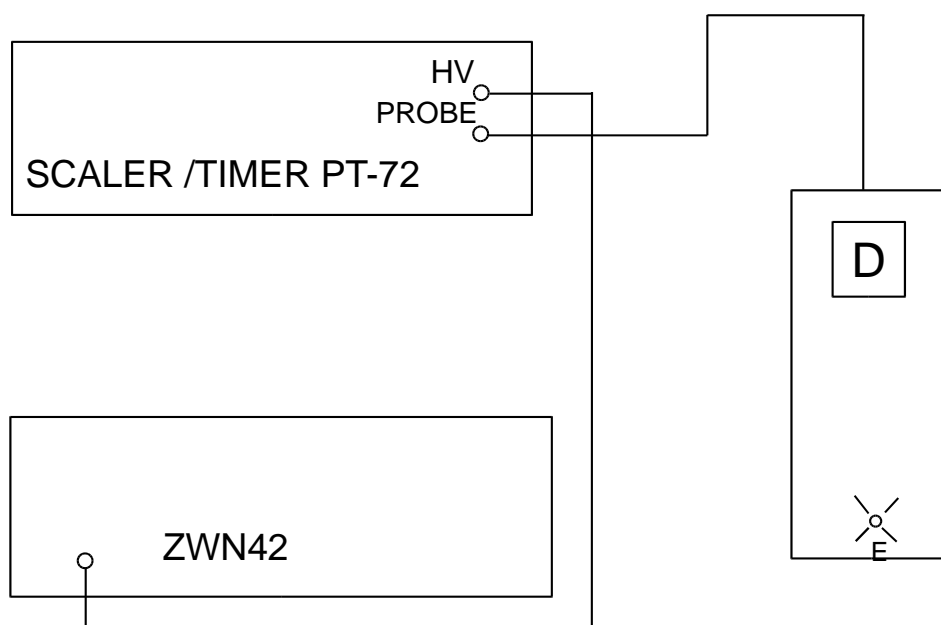 HV
PROBE
SCALER /TIMER PT-72
D
ZWN42
E